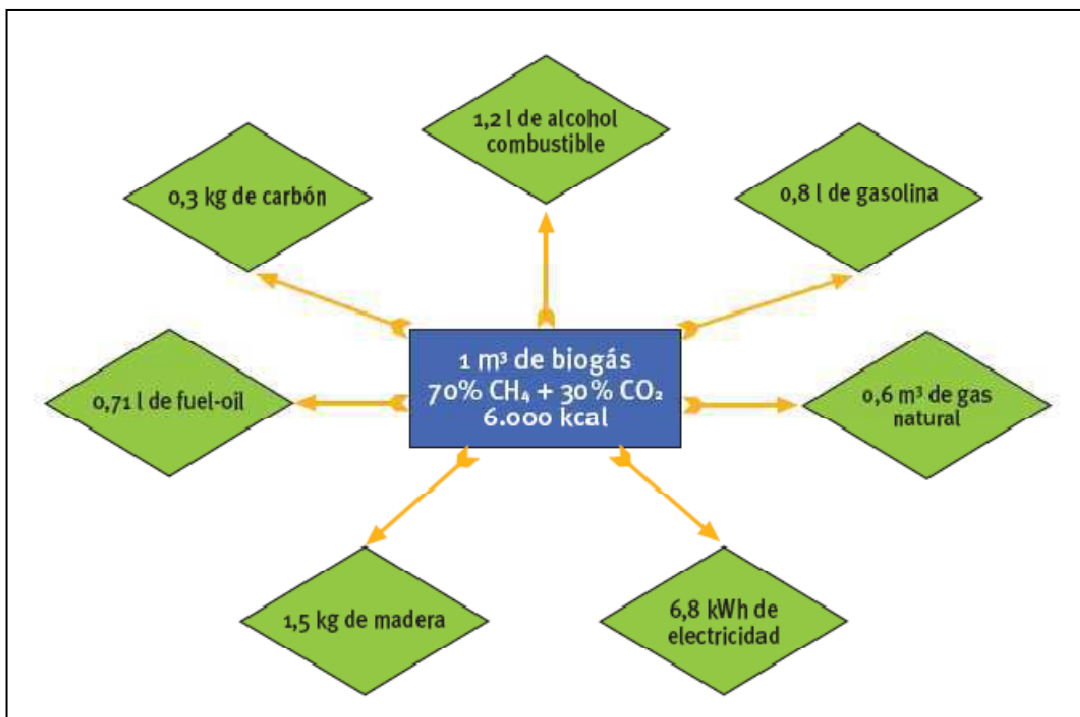 1,2 l de alcohol
combustible
0,3 kg de carbón
0,8 l de gasolina
1 m³ de biogás
70% CH₄ + 30% CO₂
6.000 kcal
0,71 l de fuel-oil
0,6 m³ de gas
natural
1,5 kg de madera
6,8 kWh de
electricidad